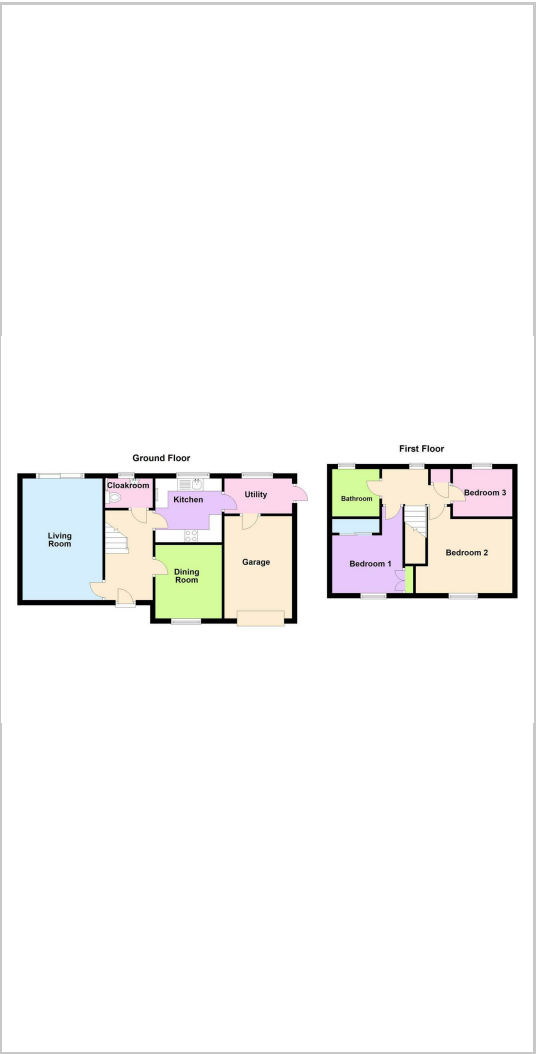 Ground Floor
Cloakroom
Kitchen
Utility
Living
Room
Dining
Room
Garage
First Floor
Bathroom
Bedroom 3
Bedroom 1
Bedroom 2